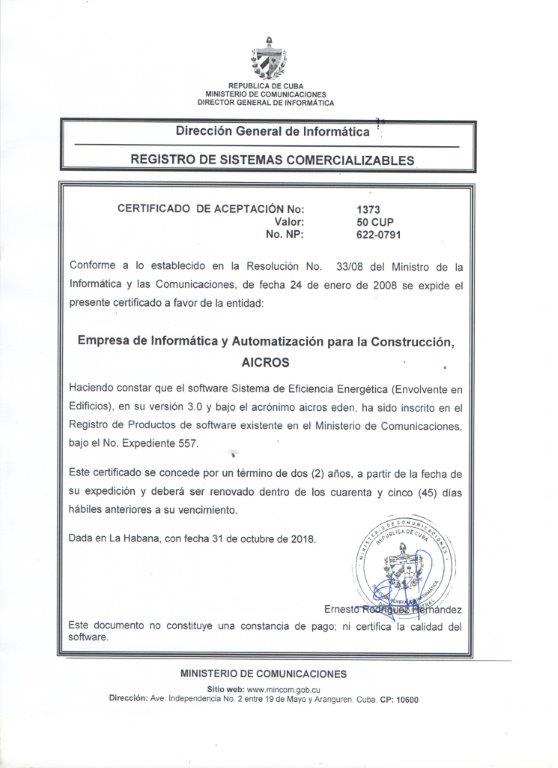 REPUBLICA DE CUBA
MINISTERIO DE COMUNICACIONES
DIRECTOR GENERAL DE INFORMÁTICA
Dirección General de Informática
REGISTRO DE SISTEMAS COMERCIALIZABLES
CERTIFICADO DE ACEPTACIÓN No: 1373
Valor: 50 CUP
No. NP: 622-0791
Conforme a lo establecido en la Resolución No. 33/08 del Ministro de la
Informática y las Comunicaciones, de fecha 24 de enero de 2008 se expide el
presente certificado a favor de la entidad:
Empresa de Informática y Automatización para la Construcción,
AICROS
Haciendo constar que el software Sistema de Eficiencia Energética (Envolvente en
Edificios), en su versión 3.0 y bajo el acrónimo aicros eden, ha sido inscrito en el
Registro de Productos de software existente en el Ministerio de Comunicaciones,
bajo el No. Expediente 557.
Este certificado se concede por un término de dos (2) años, a partir de la fecha de
su expedición y deberá ser renovado dentro de los cuarenta y cinco (45) días
hábiles anteriores a su vencimiento.
Dada en La Habana, con fecha 31 de octubre de 2018.
MINISTERIO DE COMUNICACIONES
REPUBLICA DE CUBA
Ernesto Rodríguez Hernández
Este documento no constituye una constancia de pago; ni certifica la calidad del
software.
MINISTERIO DE COMUNICACIONES
Sitio web: www.mincom.gob.cu
Dirección: Ave. Independencia No. 2 entre 19 de Mayo y Aranguren. Cuba. CP: 10600